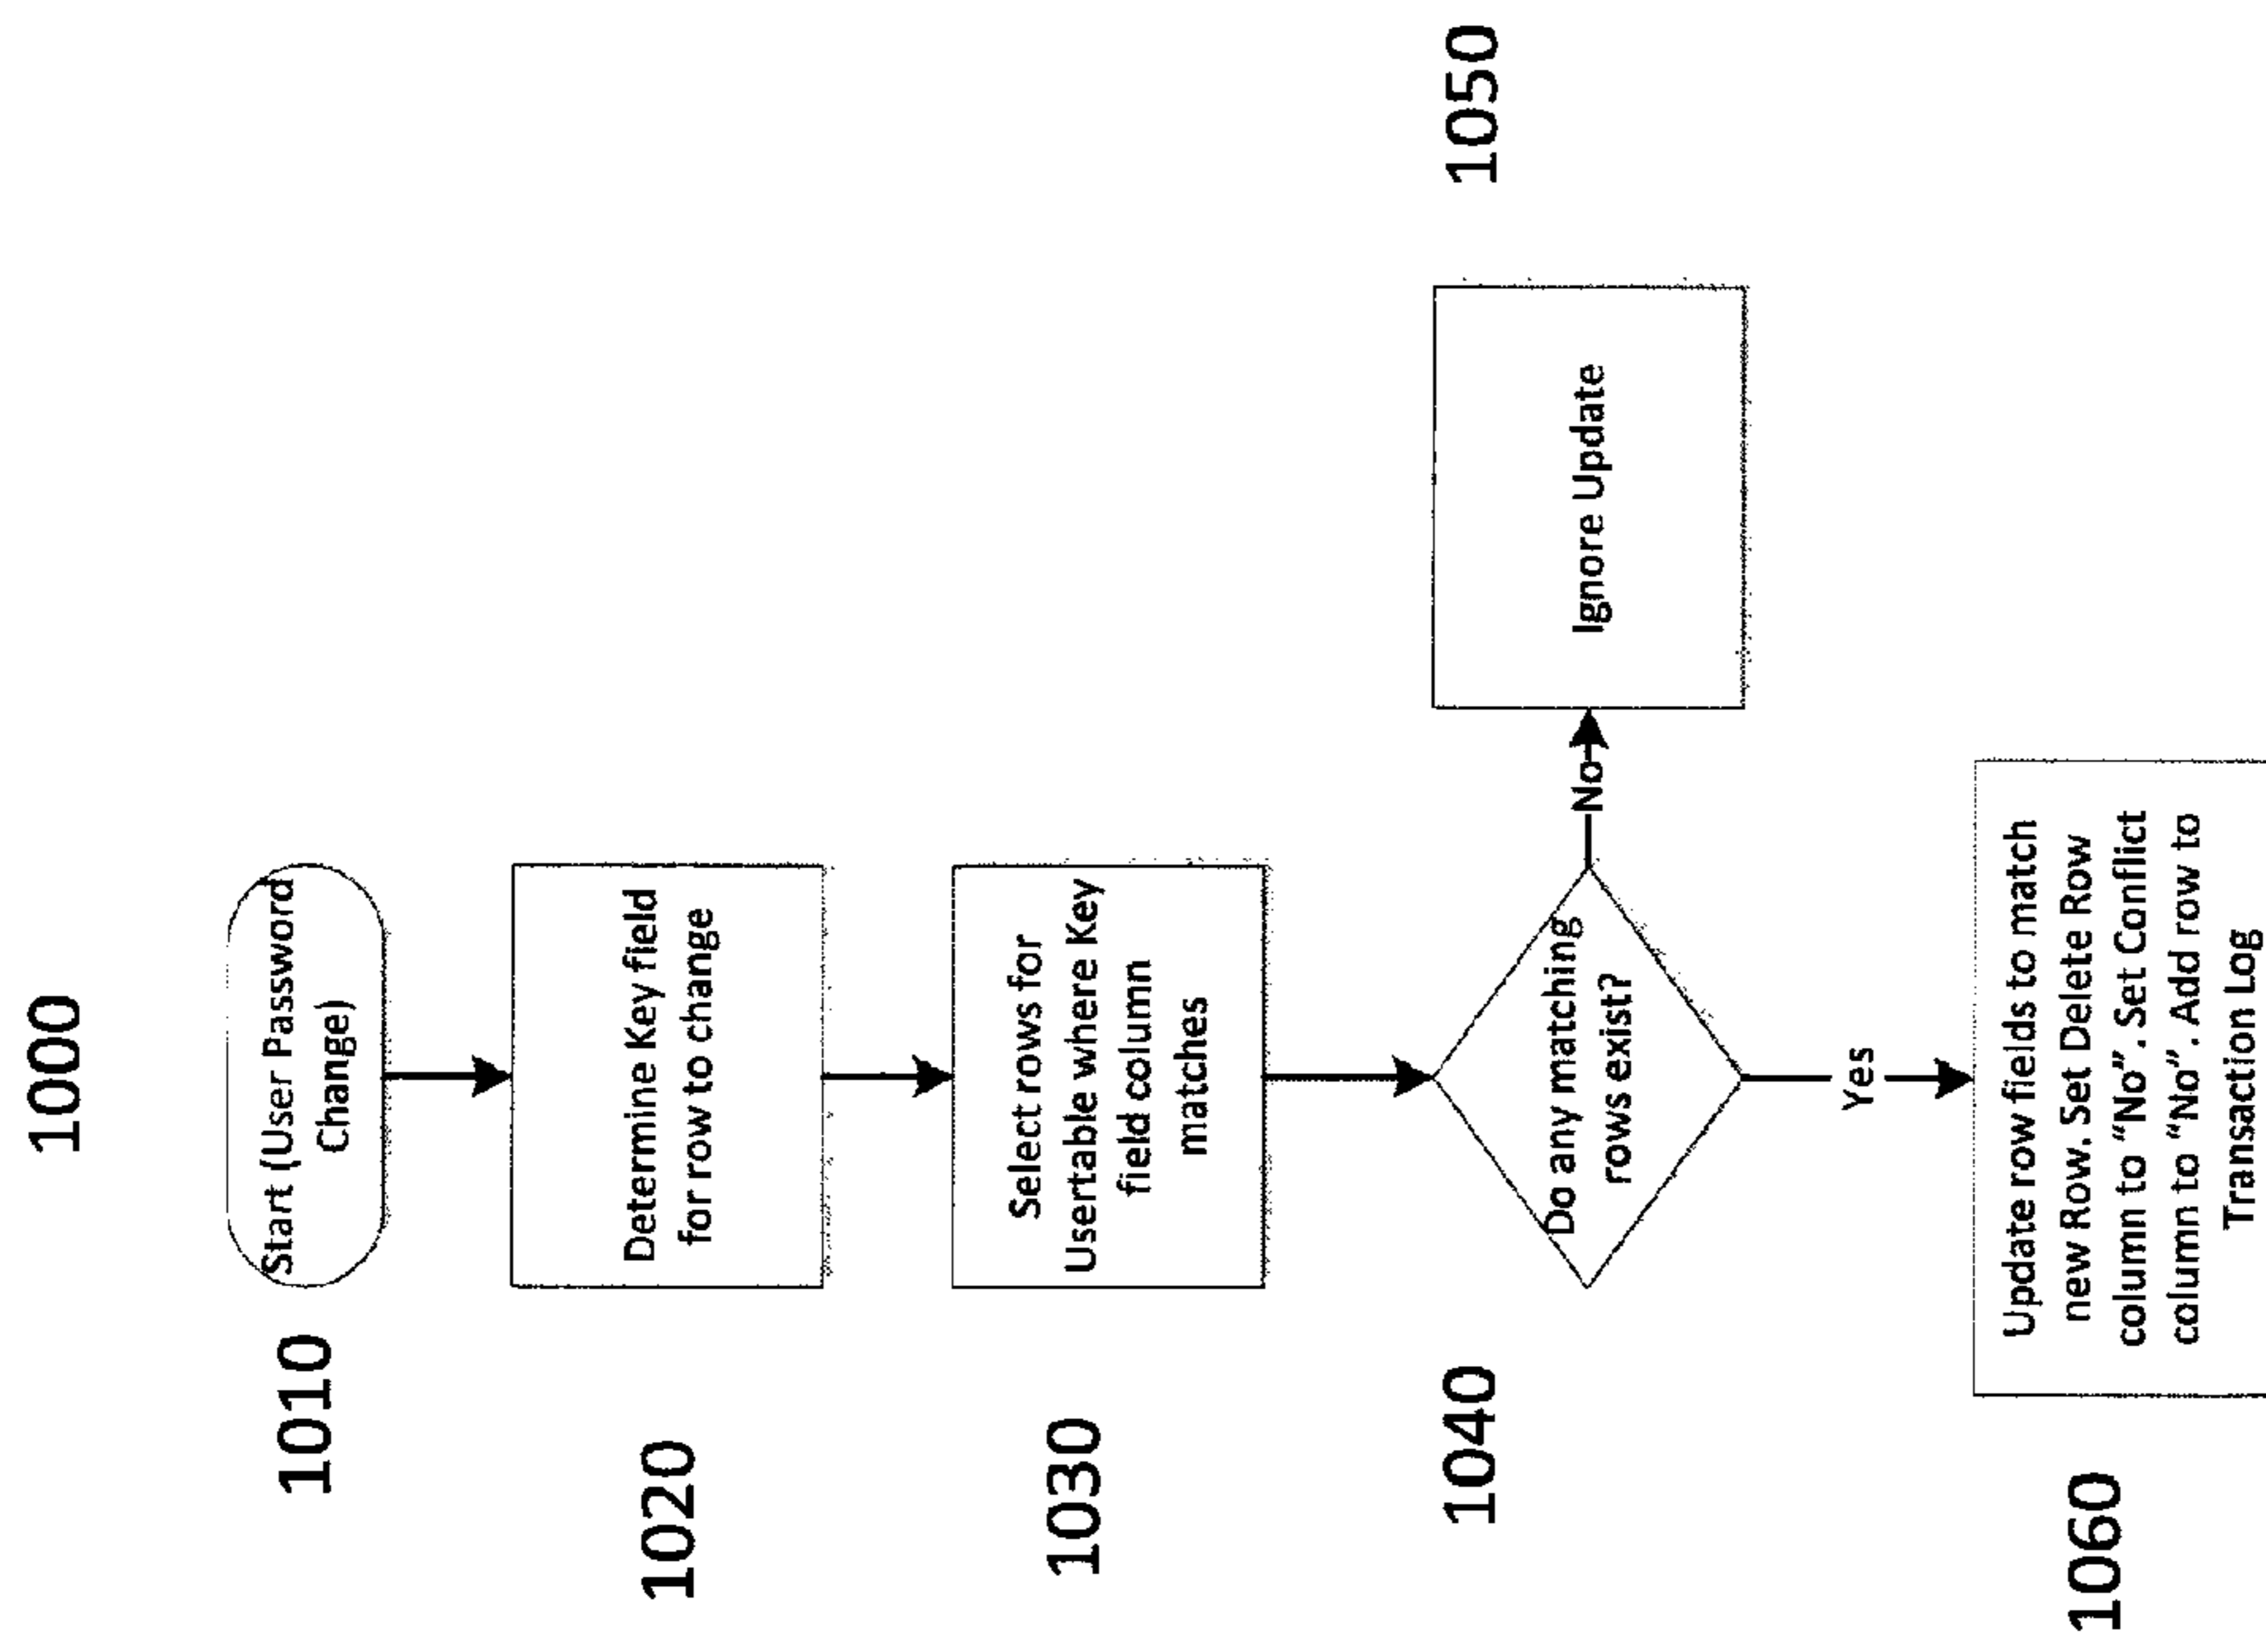 1000
1010
Start (User Password
Change)
1020
Determine Key field
for row to change
1030
Select rows for
Usertable where Key
field column
matches
1040
Do any matching
rows exist?
No
1050
Ignore Update
Yes
1060
Update row fields to match
new Row. Set Delete Row
column to “No”. Set Conflict
column to “No”. Add row to
Transaction Log